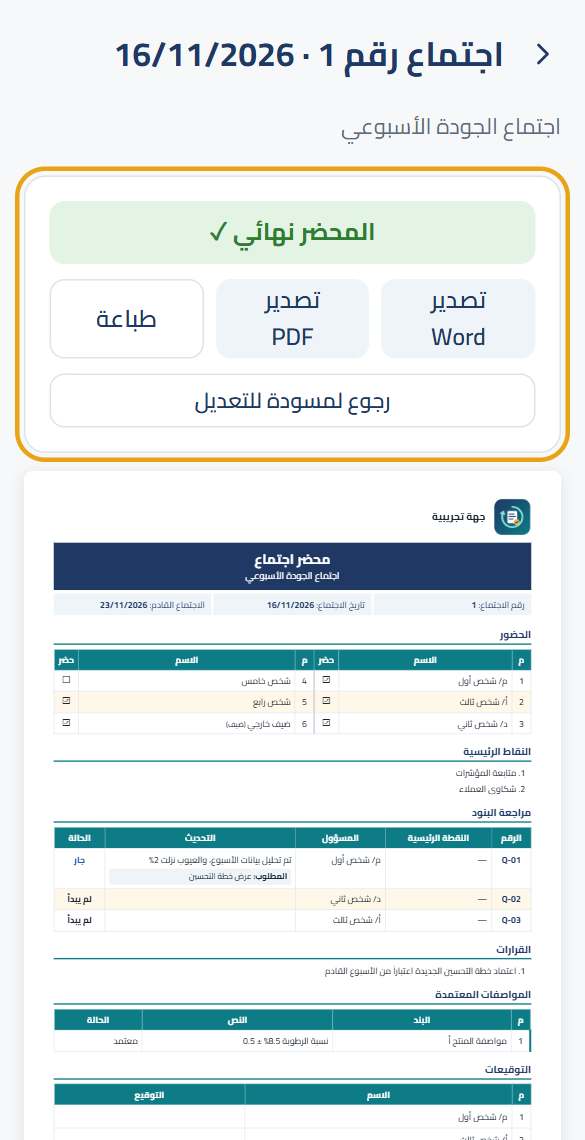 اجتماع رقم 1 · 16/11/2026
اجتماع الجودة الأسبوعي
المحضر نهائي ✓
تصدير Word
تصدير PDF
طباعة
رجوع لمسودة للتعديل
جهة تجريبية
محضر اجتماع
اجتماع الجودة الأسبوعي
رقم الاجتماع: 1 تاريخ الاجتماع: 16/11/2026 الاجتماع القادم: 23/11/2026
الحضور
م الاسم حضر م الاسم حضر
1 م/ شخص أول ☑ 4 شخص خامس ☐
2 أ/ شخص ثالث ☑ 5 شخص رابع ☑
3 د/ شخص ثاني ☑ 6 ضيف خارجي (ضيف) ☑
النقاط الرئيسية
1. متابعة المؤشرات
2. شكاوى العملاء
مراجعة البنود
الرقم النقطة الرئيسية المسؤول التحديث الحالة
Q-01 — م/ شخص أول تم تحليل بيانات الأسبوع، والعيوب نزلت 2% جار
المطلوب: عرض خطة التحسين
Q-02 — د/ شخص ثاني لم يبدأ
Q-03 — أ/ شخص ثالث لم يبدأ
القرارات
1. اعتماد خطة التحسين الجديدة اعتبارا من الأسبوع القادم
المواصفات المعتمدة
م البند النص الحالة
1 مواصفة المنتج أ نسبة الرطوبة 8.5% ± 0.5 معتمد
التوقيعات
م الاسم التوقيع
1 م/ شخص أول